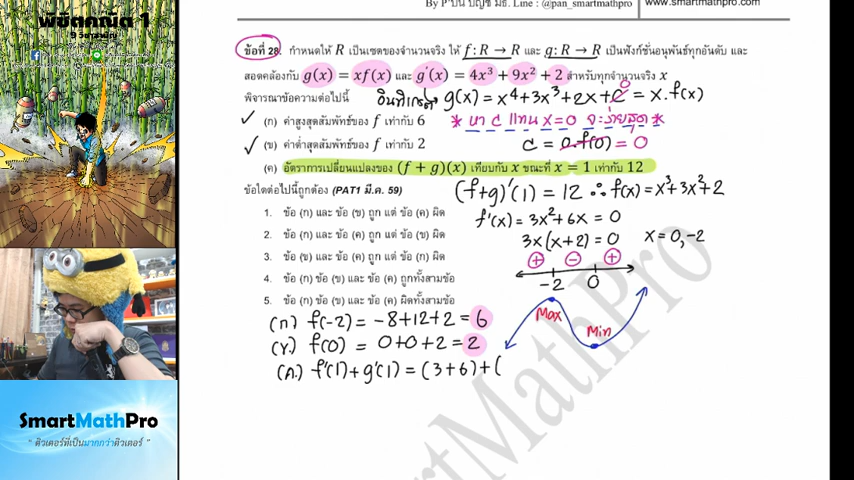 พิชิตคณิต 1
9 วิชาสามัญ
By P'ปั้น ปัญช์ มธ. Line : @pan_smartmathpro
www.smartmathpro.com
ข้อที่ 28 กำหนดให้ R เป็นเซตของจำนวนจริง ให้ f: R → R และ g: R → R เป็นฟังก์ชันอนุพันธ์ทุกอันดับ และ
สอดคล้องกับ g(x) = xf(x) และ g′(x) = 4x³ + 9x² + 2 สำหรับทุกจำนวนจริง x
พิจารณาข้อความต่อไปนี้ อินทิเกรต g(x) = x⁴+3x³+2x+c 0 = x·f(x)
✓ (ก) ค่าสูงสุดสัมพัทธ์ของ f เท่ากับ 6 * หา c แทน x=0 จะง่ายสุด *
✓ (ข) ค่าต่ำสุดสัมพัทธ์ของ f เท่ากับ 2 c = 0·f(0) = 0
(ค) อัตราการเปลี่ยนแปลงของ (f + g)(x) เทียบกับ x ขณะที่ x = 1 เท่ากับ 12
ข้อใดต่อไปนี้ถูกต้อง (PAT1 มี.ค. 59) (f+g)′(1) = 12 ∴ f(x) = x³+3x²+2
1. ข้อ (ก) และ ข้อ (ข) ถูก แต่ ข้อ (ค) ผิด f′(x) = 3x²+6x = 0
2. ข้อ (ก) และ ข้อ (ค) ถูก แต่ ข้อ (ข) ผิด 3x(x+2) = 0 x = 0,-2
3. ข้อ (ข) และ ข้อ (ค) ถูก แต่ ข้อ (ก) ผิด + − +
4. ข้อ (ก) ข้อ (ข) และ ข้อ (ค) ถูกทั้งสามข้อ -2 0
5. ข้อ (ก) ข้อ (ข) และ ข้อ (ค) ผิดทั้งสามข้อ
(ก) f(-2) = -8+12+2 = 6 Max Min
(ข.) f(0) = 0+0+2 = 2
(ค.) f′(1)+g′(1) = (3+6)+(
SmartMathPro
SmartMathPro
" ติวเตอร์ที่เป็นมากกว่าติวเตอร์ "